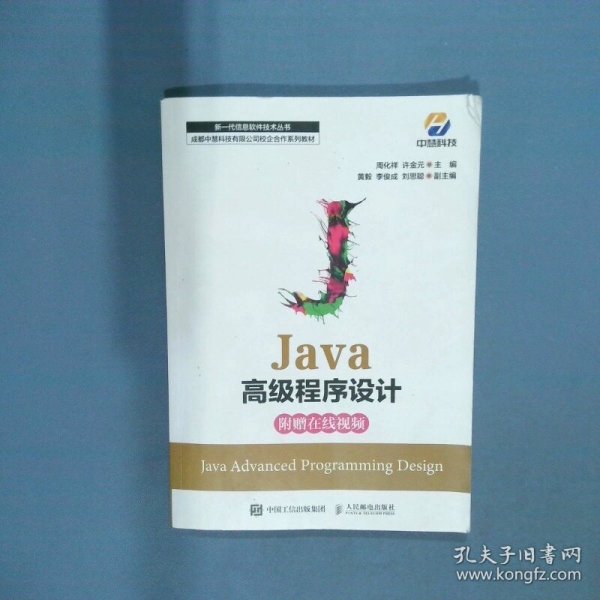 新一代信息软件技术丛书
成都中慧科技有限公司校企合作系列教材
中慧科技
周化祥 许金元 主 编
黄毅 李俊成 刘思聪 副主编
J
Java
高级程序设计
附赠在线视频
Java Advanced Programming Design
中国工信出版集团
人民邮电出版社
POSTS & TELECOM PRESS
孔夫子旧书网
www.kongfz.com